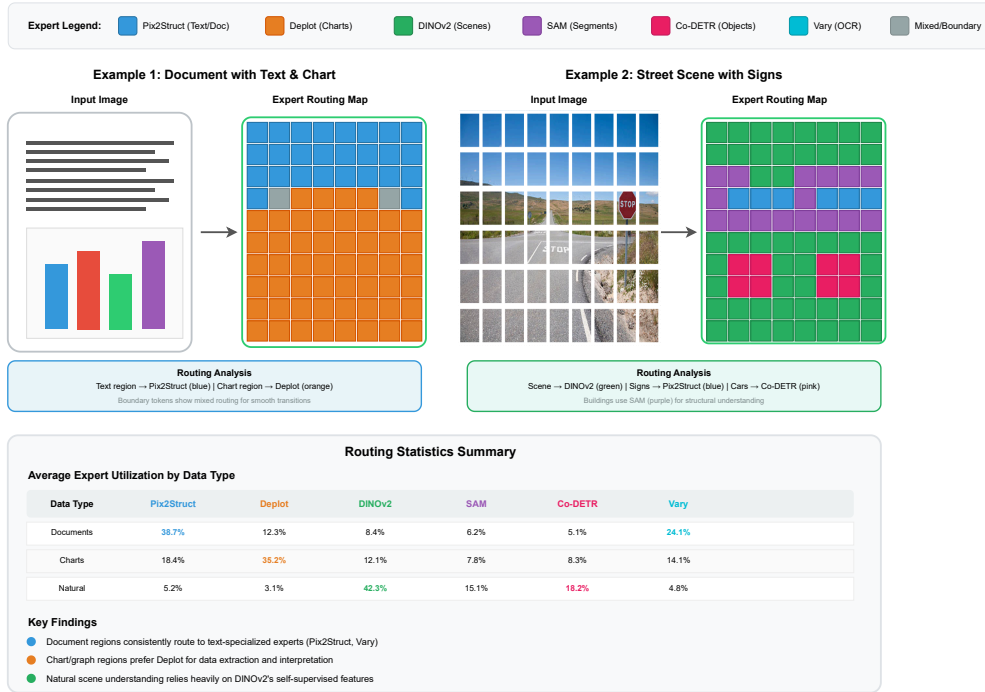 Expert Legend: Pix2Struct (Text/Doc) Deplot (Charts) DINOv2 (Scenes) SAM (Segments) Co-DETR (Objects) Vary (OCR) Mixed/Boundary
Example 1: Document with Text & Chart
Input Image
Expert Routing Map
Routing Analysis
Text region → Pix2Struct (blue) | Chart region → Deplot (orange)
Boundary tokens show mixed routing for smooth transitions
Example 2: Street Scene with Signs
Input Image
STOP
STOP
Expert Routing Map
Routing Analysis
Scene → DINOv2 (green) | Signs → Pix2Struct (blue) | Cars → Co-DETR (pink)
Buildings use SAM (purple) for structural understanding
Routing Statistics Summary
Average Expert Utilization by Data Type
Data Type Pix2Struct Deplot DINOv2 SAM Co-DETR Vary
Documents 38.7% 12.3% 8.4% 6.2% 5.1% 24.1%
Charts 18.4% 35.2% 12.1% 7.8% 8.3% 14.1%
Natural 5.2% 3.1% 42.3% 15.1% 18.2% 4.8%
Key Findings
Document regions consistently route to text-specialized experts (Pix2Struct, Vary)
Chart/graph regions prefer Deplot for data extraction and interpretation
Natural scene understanding relies heavily on DINOv2's self-supervised features